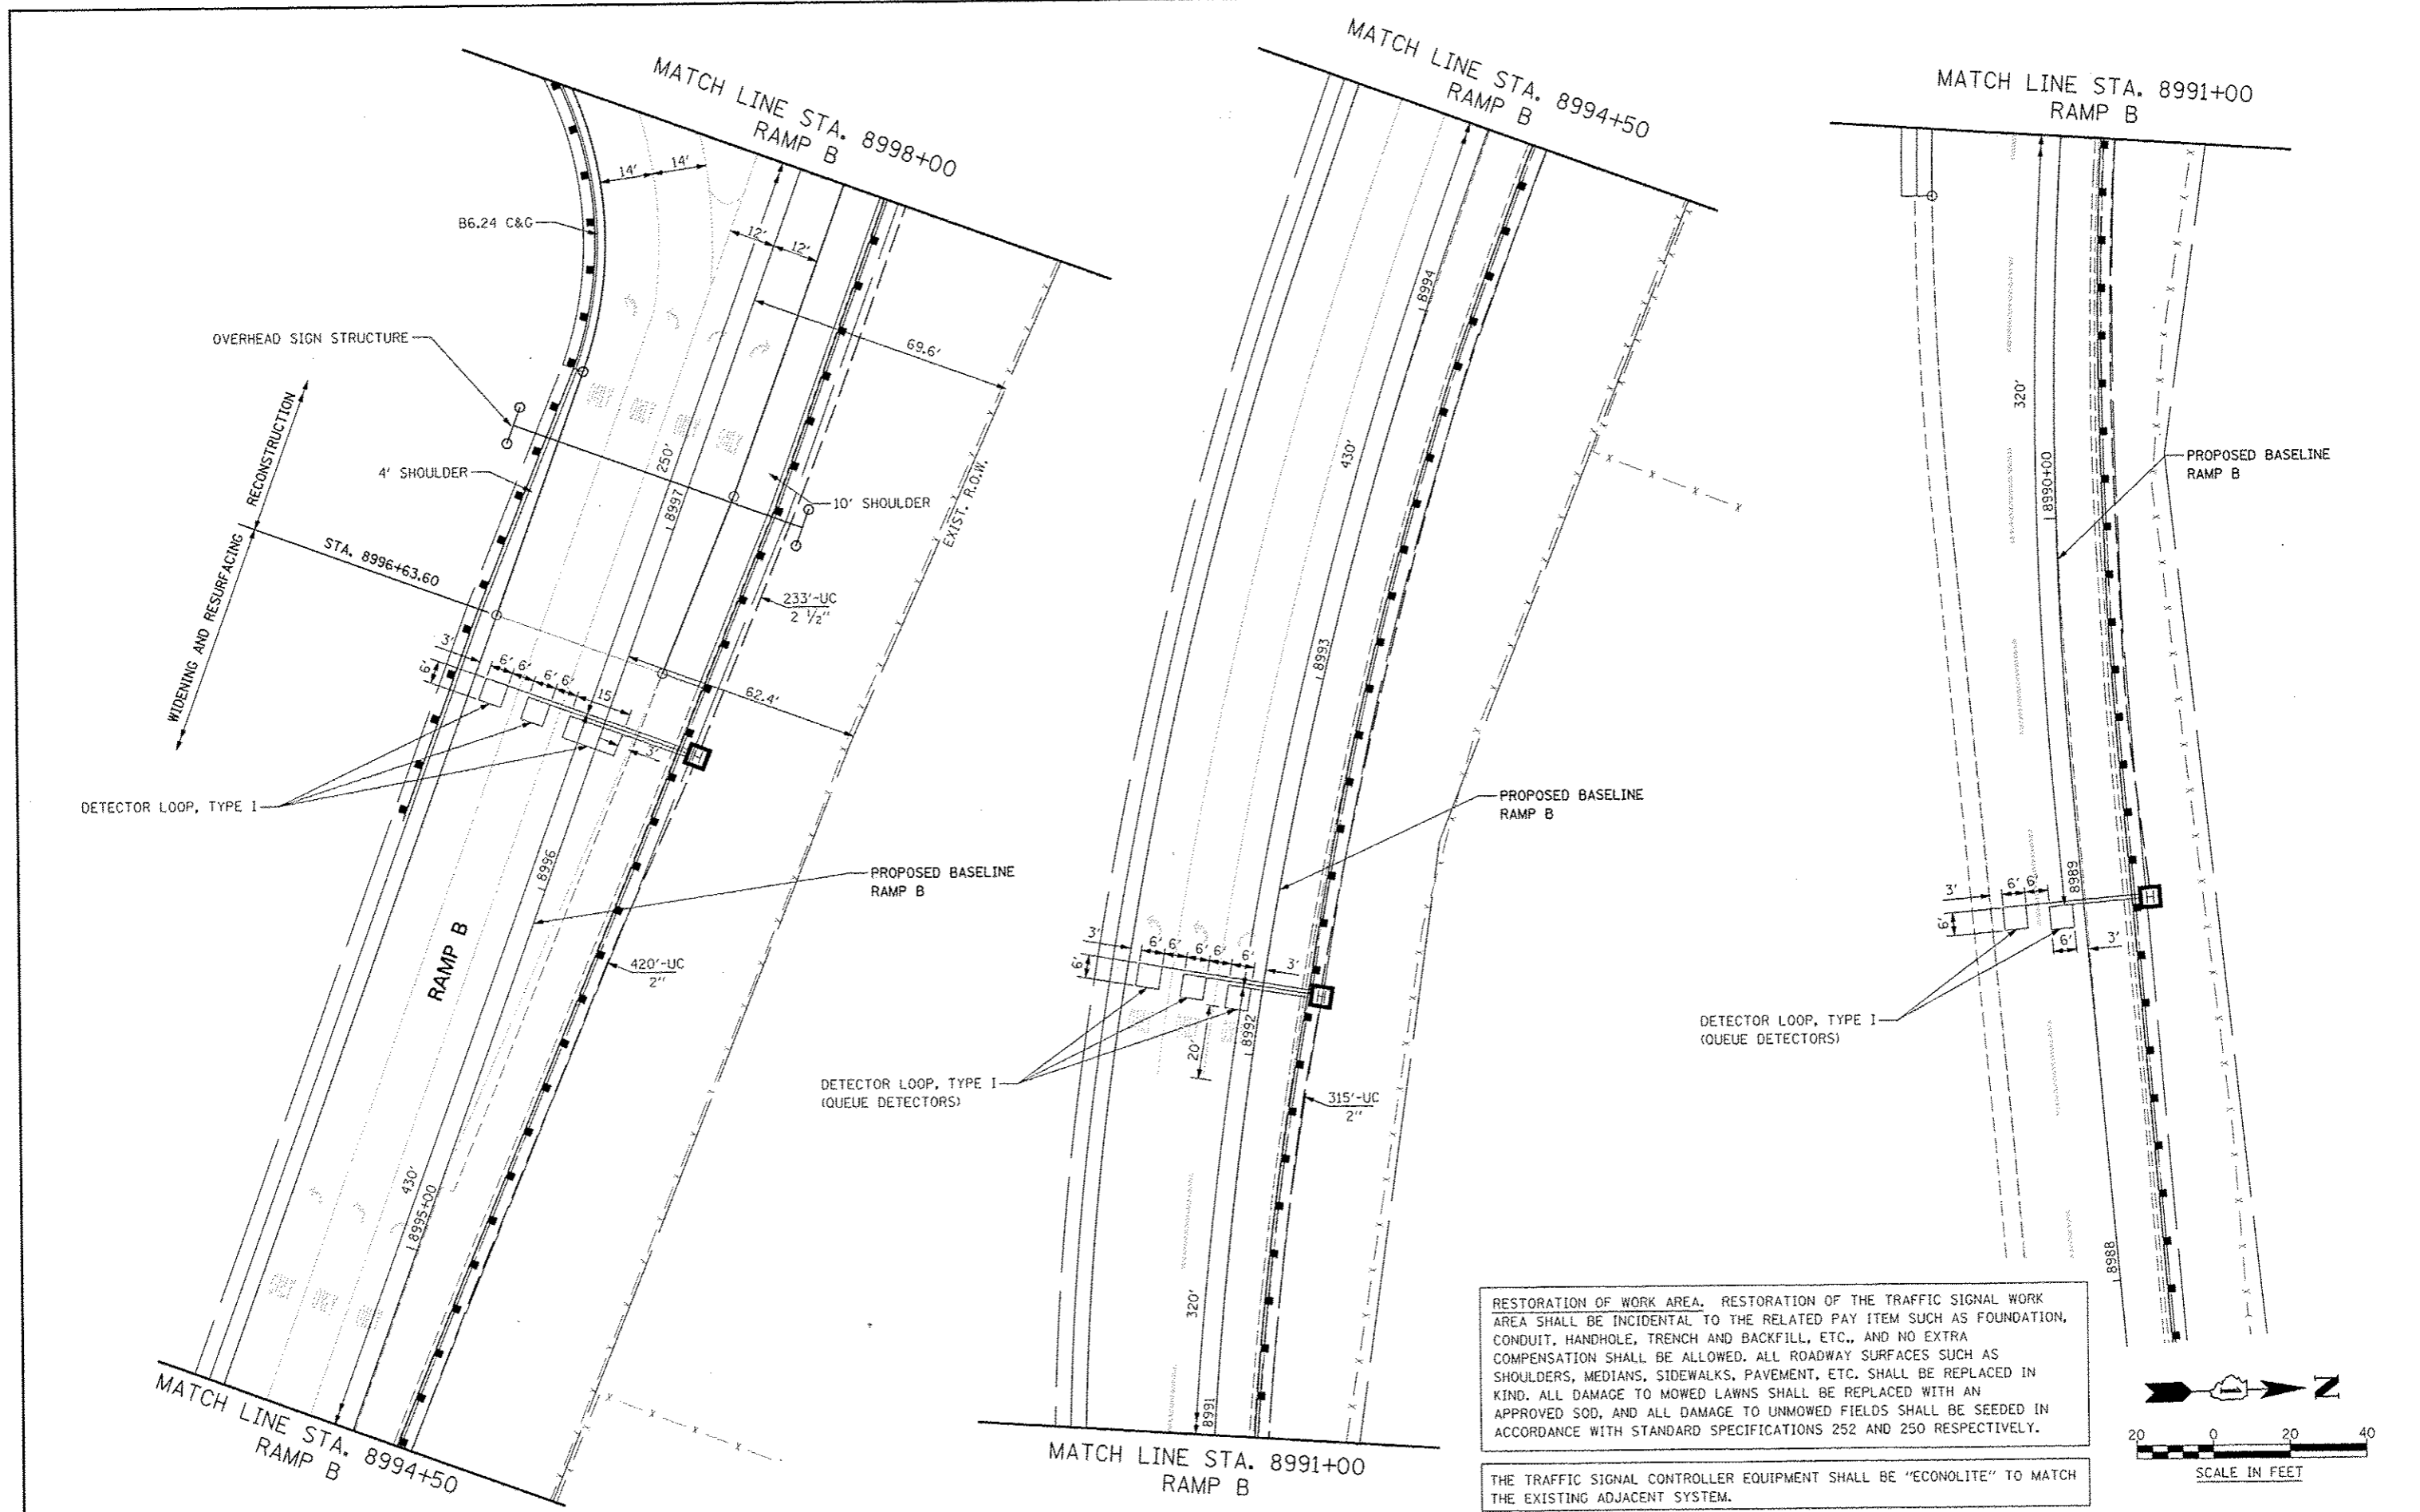 MATCH LINE STA. 8998+00
RAMP B
14'
14'
B6.24 C&G
12'
12'
69.6'
OVERHEAD SIGN STRUCTURE
RECONSTRUCTION
WIDENING AND RESURFACING
4' SHOULDER
250'
8997
10' SHOULDER
EXIST. R.O.W.
STA. 8996+63.60
233'-UC
2 ½"
3'
6'
6'
6'
6'
6'
15'
62.4'
3'
H
DETECTOR LOOP, TYPE I
8996
PROPOSED BASELINE
RAMP B
RAMP B
420'-UC
2"
430'
8995+00
MATCH LINE STA. 8994+50
RAMP B
MATCH LINE STA. 8994+50
RAMP B
8994
430'
8993
PROPOSED BASELINE
RAMP B
3'
6'
6'
6'
6'
6'
6'
3'
H
20'
8992
DETECTOR LOOP, TYPE I
(QUEUE DETECTORS)
315'-UC
2"
320'
8991
MATCH LINE STA. 8991+00
RAMP B
MATCH LINE STA. 8991+00
RAMP B
320'
8990+00
PROPOSED BASELINE
RAMP B
8989
3'
6'
6'
6'
6'
3'
H
DETECTOR LOOP, TYPE I
(QUEUE DETECTORS)
8988
RESTORATION OF WORK AREA. RESTORATION OF THE TRAFFIC SIGNAL WORK
AREA SHALL BE INCIDENTAL TO THE RELATED PAY ITEM SUCH AS FOUNDATION,
CONDUIT, HANDHOLE, TRENCH AND BACKFILL, ETC., AND NO EXTRA
COMPENSATION SHALL BE ALLOWED. ALL ROADWAY SURFACES SUCH AS
SHOULDERS, MEDIANS, SIDEWALKS, PAVEMENT, ETC. SHALL BE REPLACED IN
KIND. ALL DAMAGE TO MOWED LAWNS SHALL BE REPLACED WITH AN
APPROVED SOD, AND ALL DAMAGE TO UNMOWED FIELDS SHALL BE SEEDED IN
ACCORDANCE WITH STANDARD SPECIFICATIONS 252 AND 250 RESPECTIVELY.
THE TRAFFIC SIGNAL CONTROLLER EQUIPMENT SHALL BE "ECONOLITE" TO MATCH
THE EXISTING ADJACENT SYSTEM.
N
20 0 20 40
SCALE IN FEET